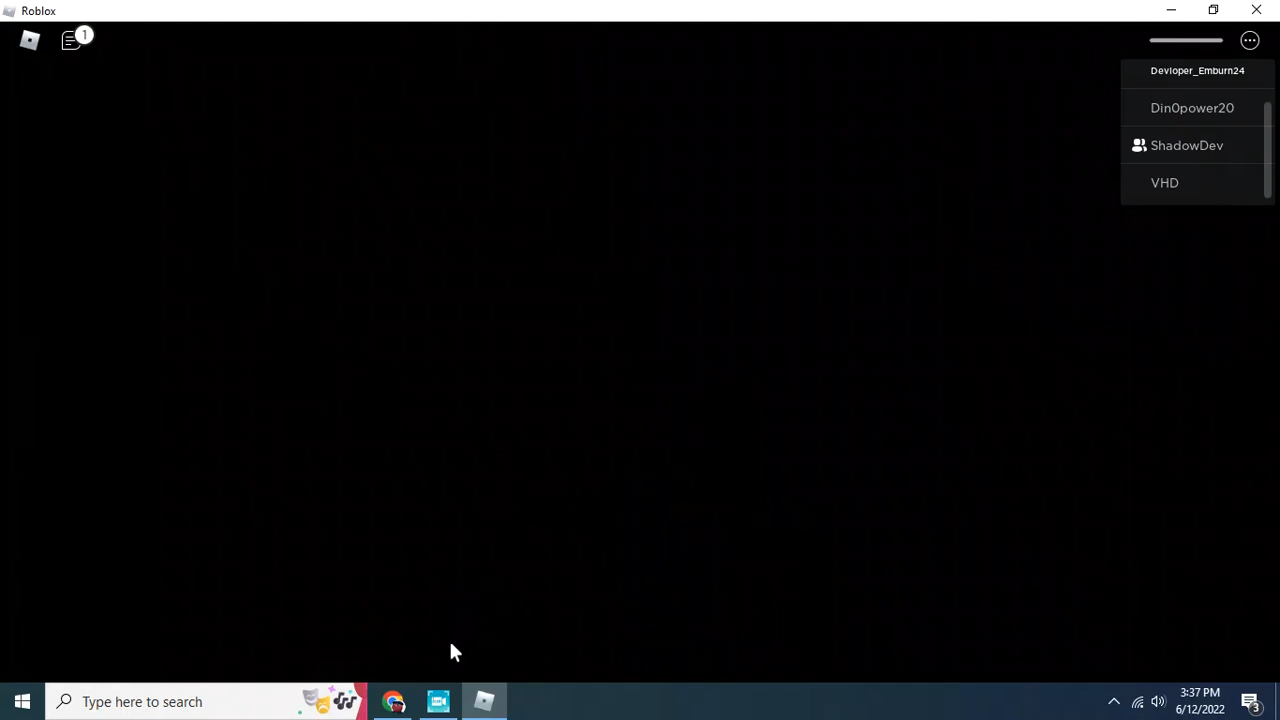 Roblox
1
Devloper_Emburn24
Din0power20
ShadowDev
VHD
Type here to search
3:37 PM
6/12/2022
3